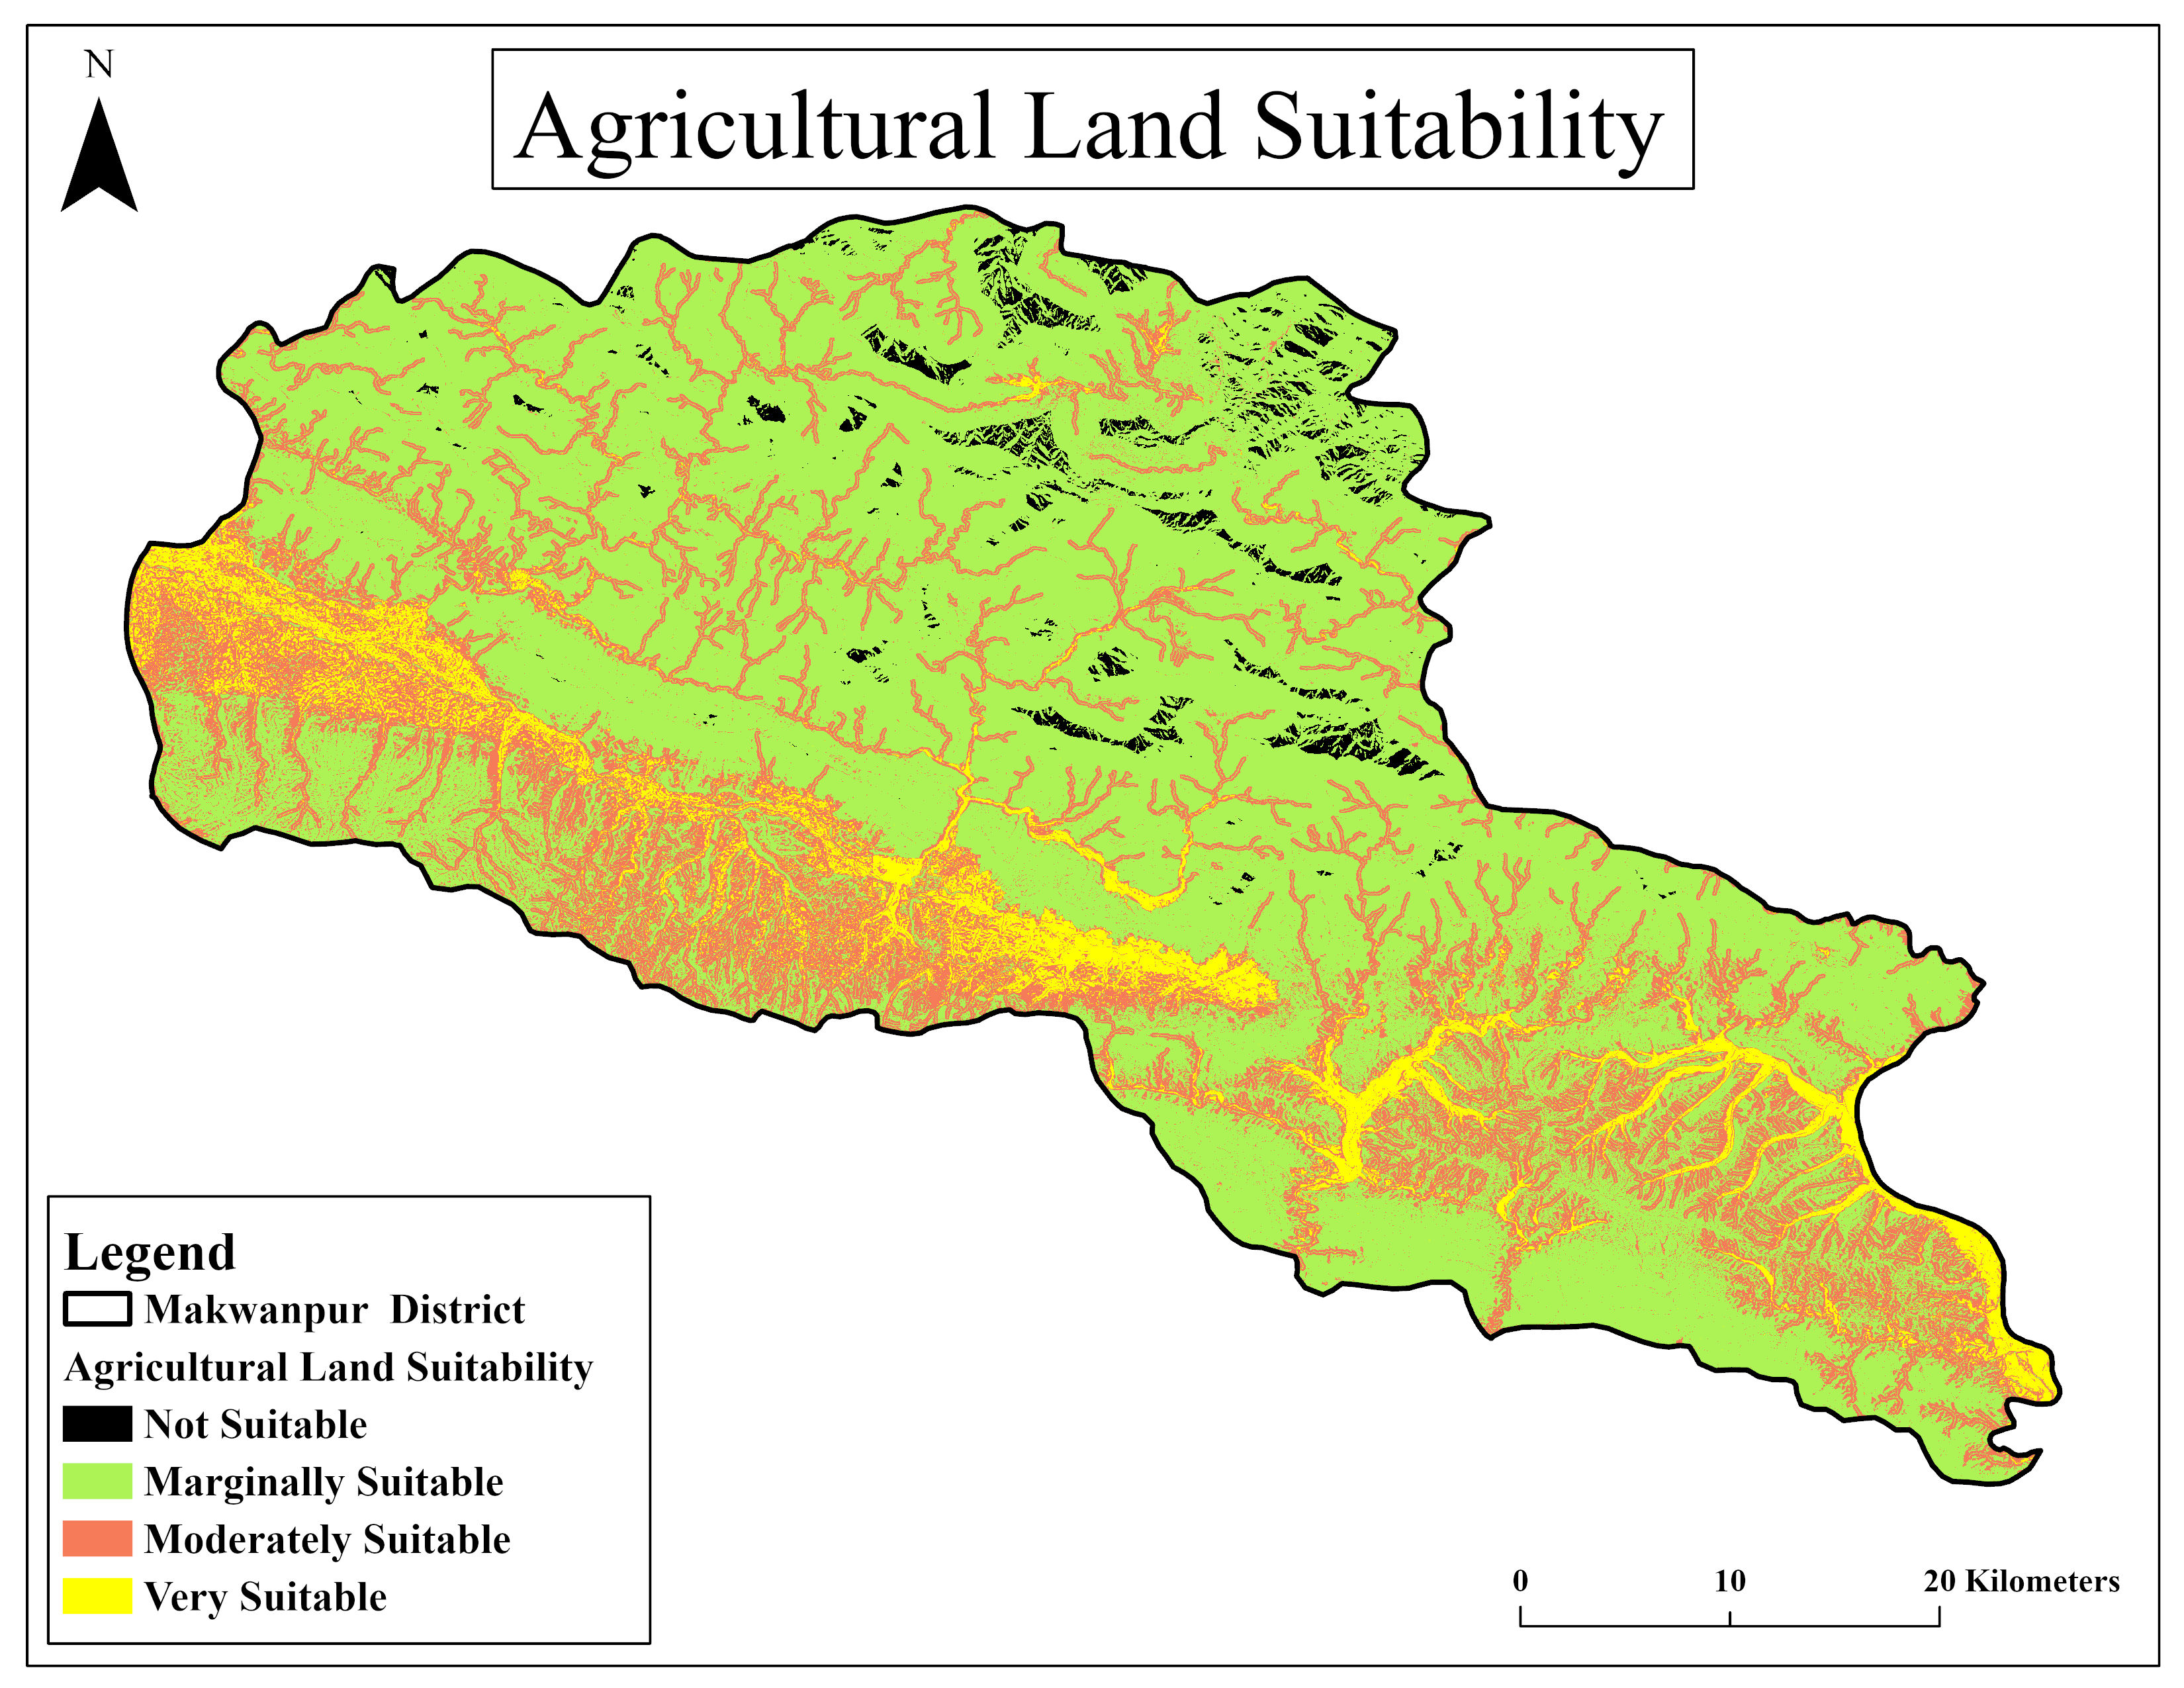 N
Agricultural Land Suitability
Legend
Makwanpur District
Agricultural Land Suitability
Not Suitable
Marginally Suitable
Moderately Suitable
Very Suitable
0 10 20 Kilometers